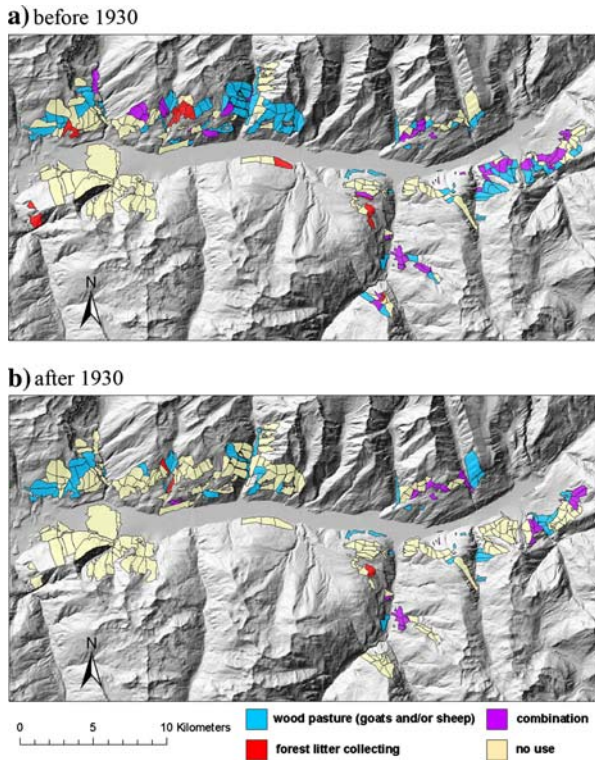 a) before 1930
N
b) after 1930
N
0 5 10 Kilometers
wood pasture (goats and/or sheep)
combination
forest litter collecting
no use